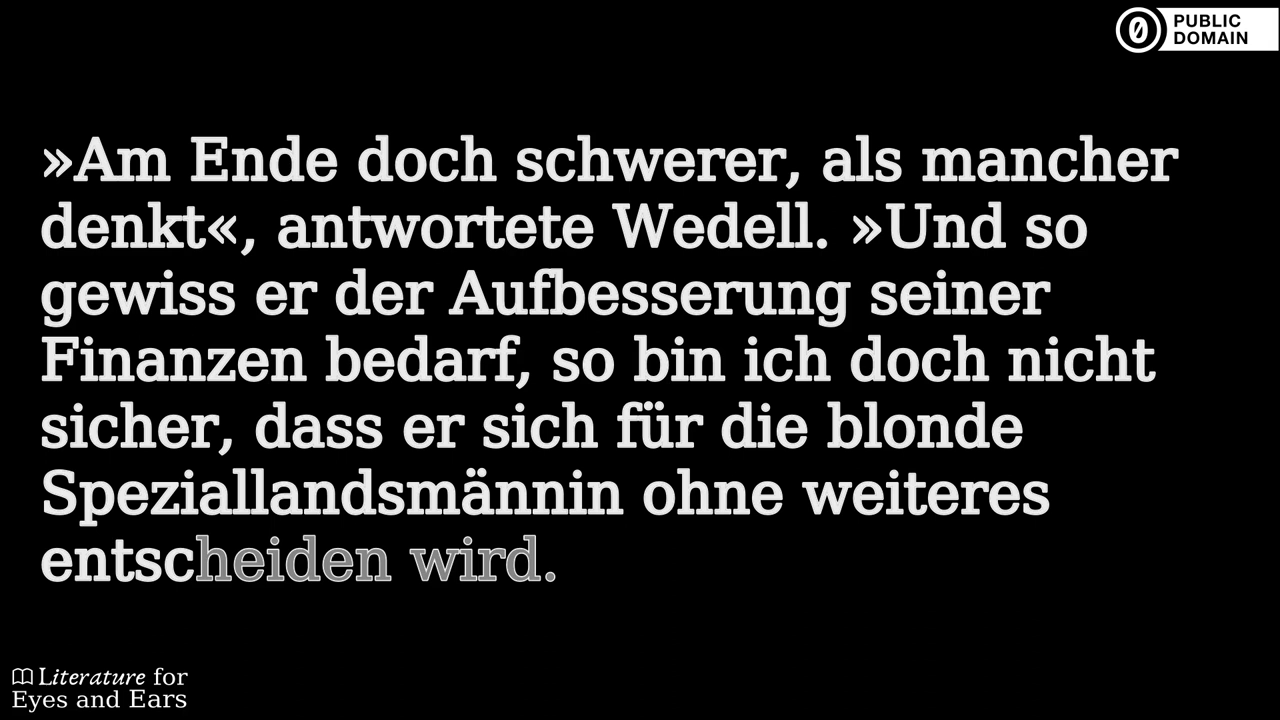 PUBLIC
DOMAIN
»Am Ende doch schwerer, als mancher
denkt«, antwortete Wedell. »Und so
gewiss er der Aufbesserung seiner
Finanzen bedarf, so bin ich doch nicht
sicher, dass er sich für die blonde
Speziallandsmännin ohne weiteres
entscheiden wird.
Literature for
Eyes and Ears